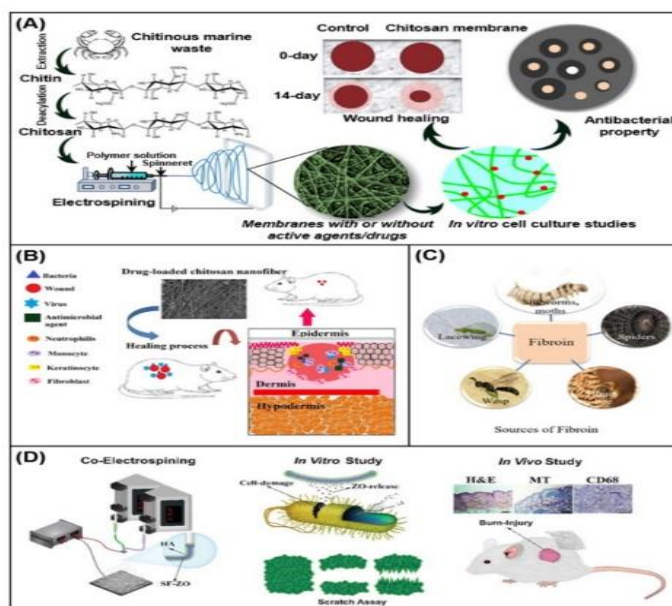 (A)
Chitinous marine
waste
Extraction
Chitin
Deacylation
Chitosan
Polymer solution
Spinneret
Electrospining
Control Chitosan membrane
0-day
14-day
Wound healing
Antibacterial
property
Membranes with or without
active agents/drugs
In vitro cell culture studies
(B)
Bacteria
Wound
Virus
Antimicrobial
agent
Neutrophilis
Monocyte
Keratinocyte
Fibroblast
Drug-loaded chitosan nanofiber
Healing process
Epidermis
Dermis
Hypodermis
(C)
moths
Lacewing
Fibroin
Spiders
Wasp
Sources of Fibroin
(D)
Co-Electrospining
HA
SF-ZO
In Vitro Study
Cell-damage
ZO-release
Scratch Assay
In Vivo Study
H&E MT CD68
Burn-Injury